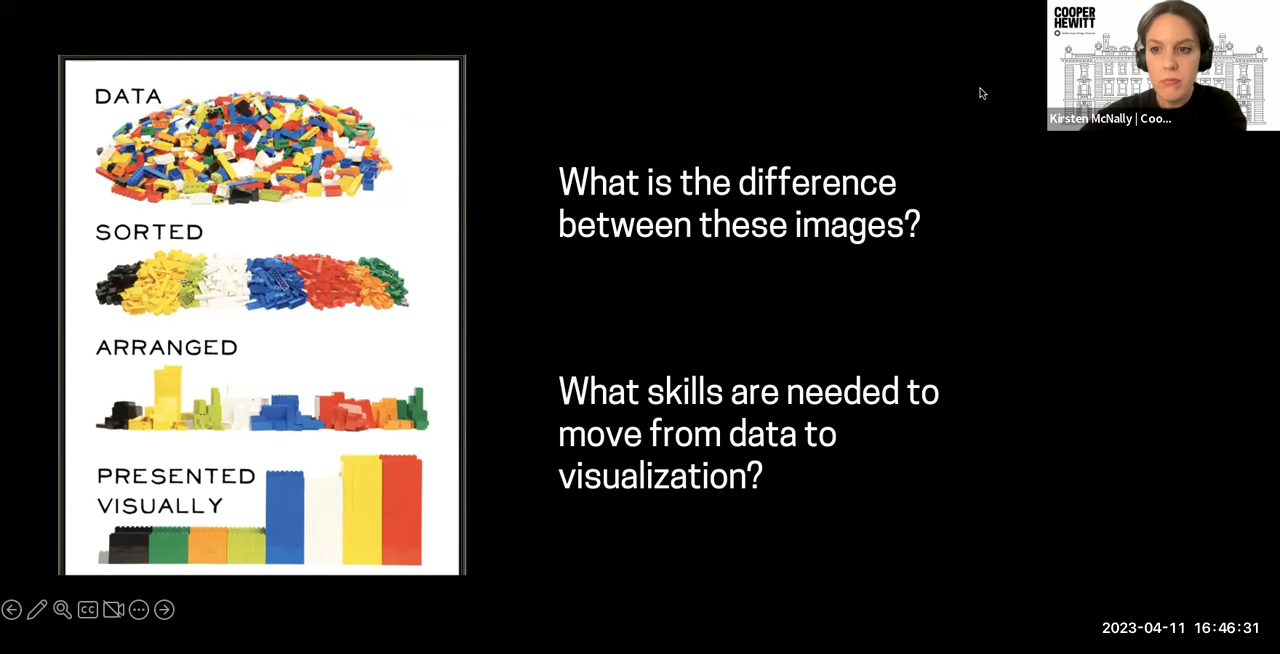 DATA
SORTED
ARRANGED
PRESENTED
VISUALLY
What is the difference
between these images?
What skills are needed to
move from data to
visualization?
COOPER
HEWITT
Kirsten McNally | Coo...
CC
2023-04-11 16:46:31